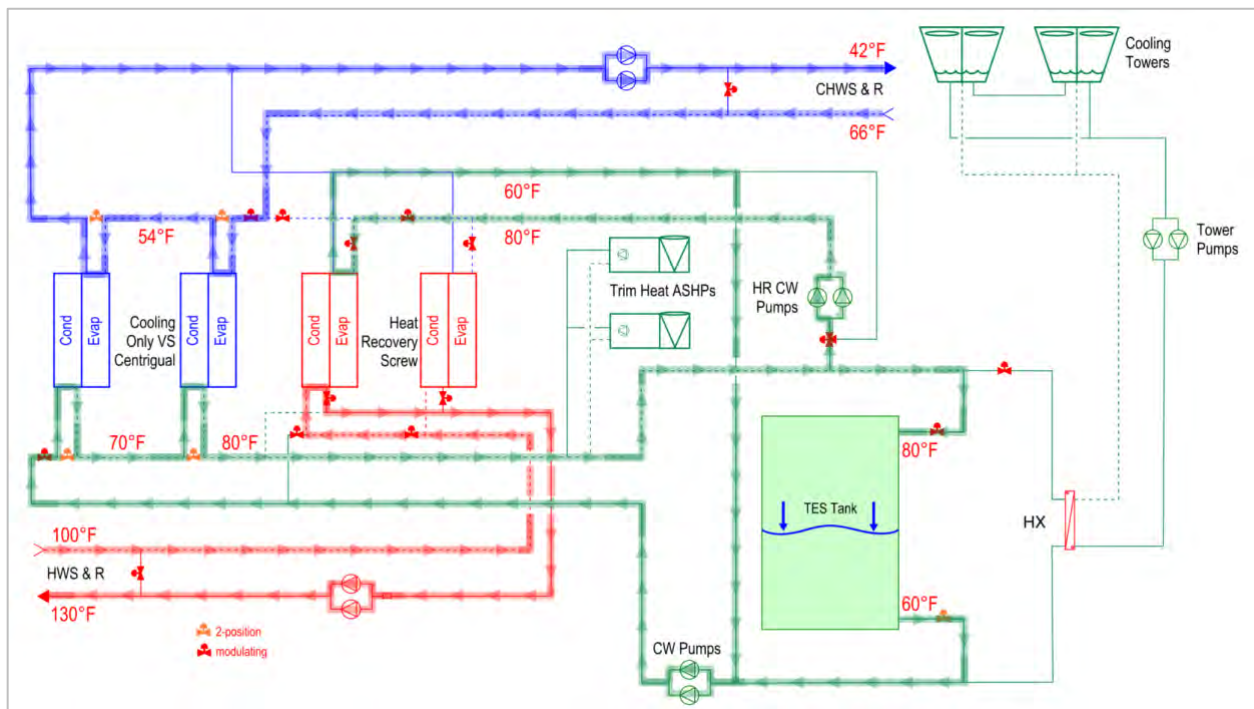 42°F
CHWS & R
66°F
Cooling
Towers
60°F
54°F
80°F
Tower
Pumps
Cond
Evap
Cooling
Only VS
Centrigual
Cond
Evap
Cond
Evap
Heat
Recovery
Screw
Cond
Evap
Trim Heat ASHPs
HR CW
Pumps
70°F
80°F
80°F
TES Tank
HX
100°F
HWS & R
130°F
60°F
2-position
modulating
CW Pumps